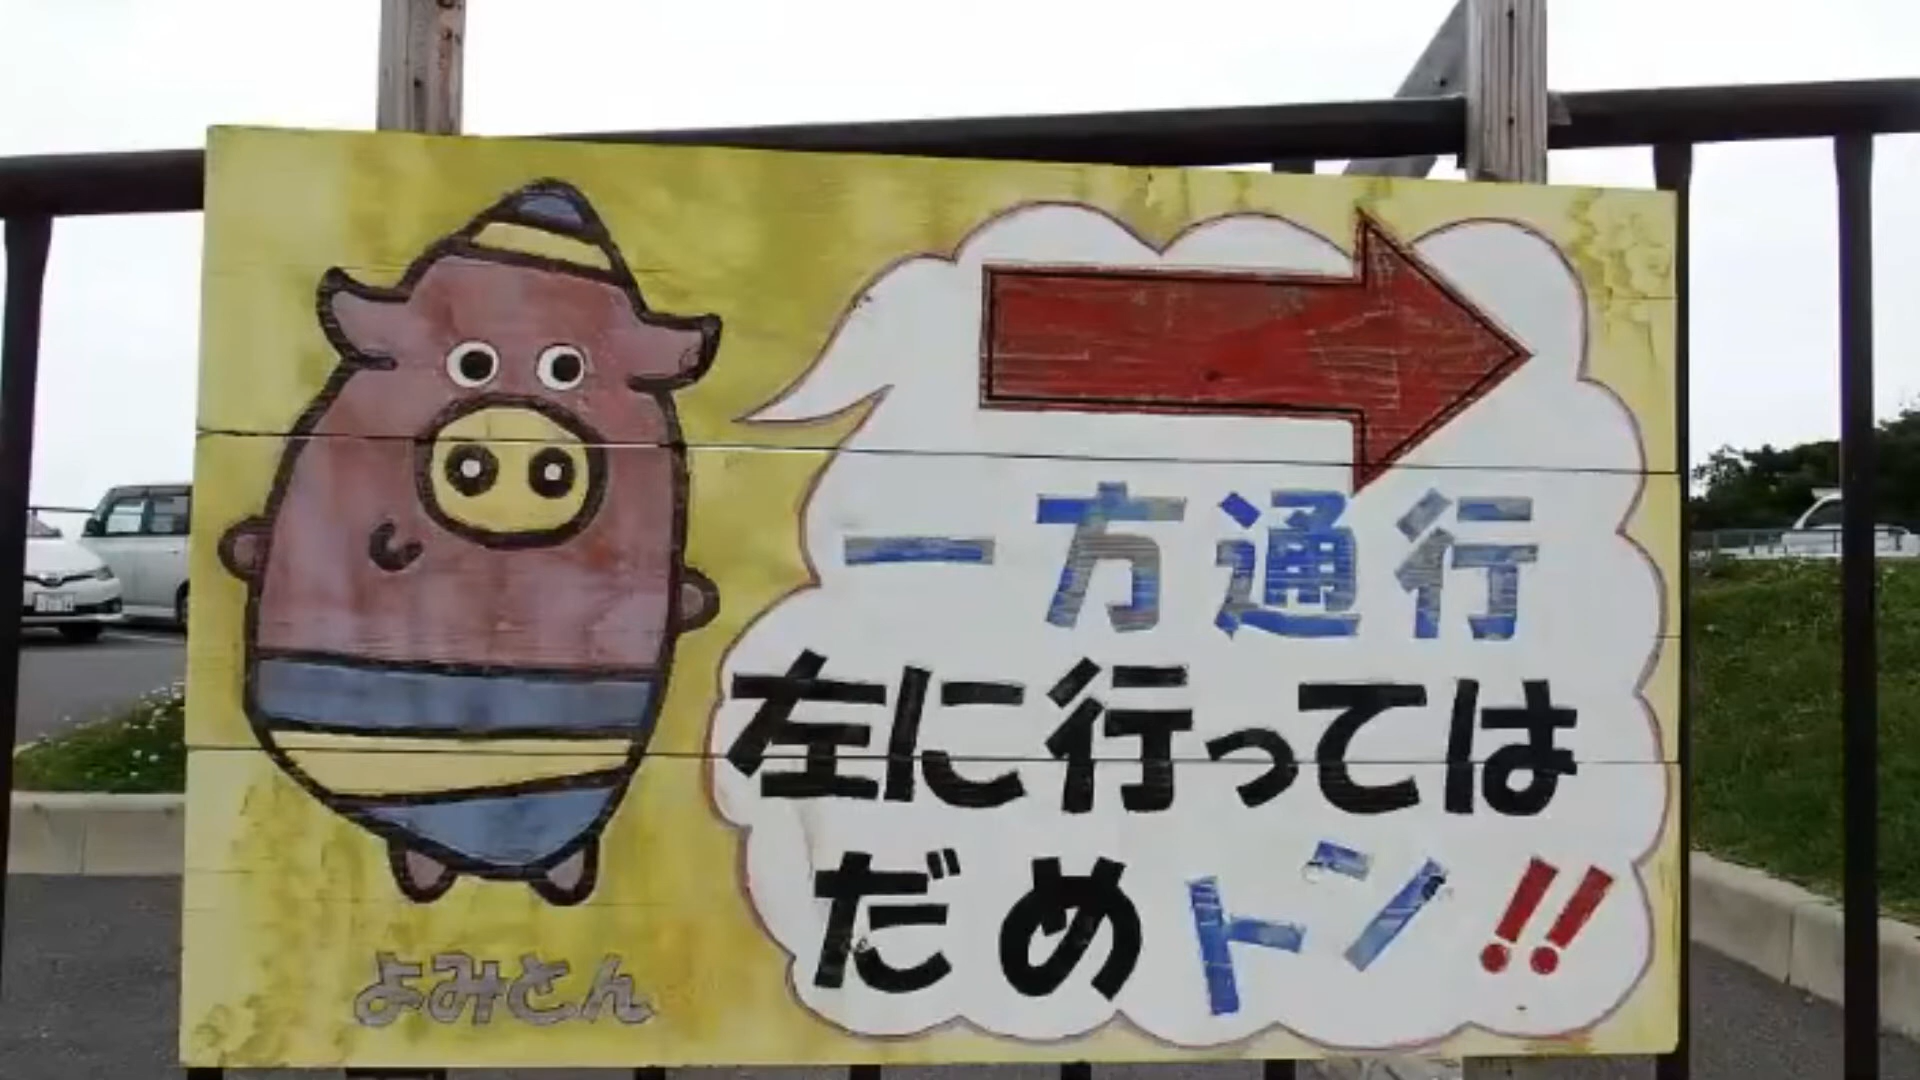 一方通行
左に行っては
だめトン!!
よみとん